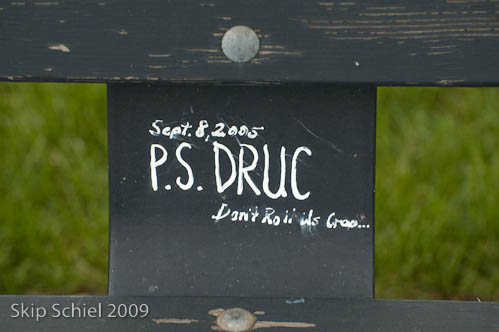 Sept. 8, 2005
P.S. DRUC
Don't
Skip Schiel 2009